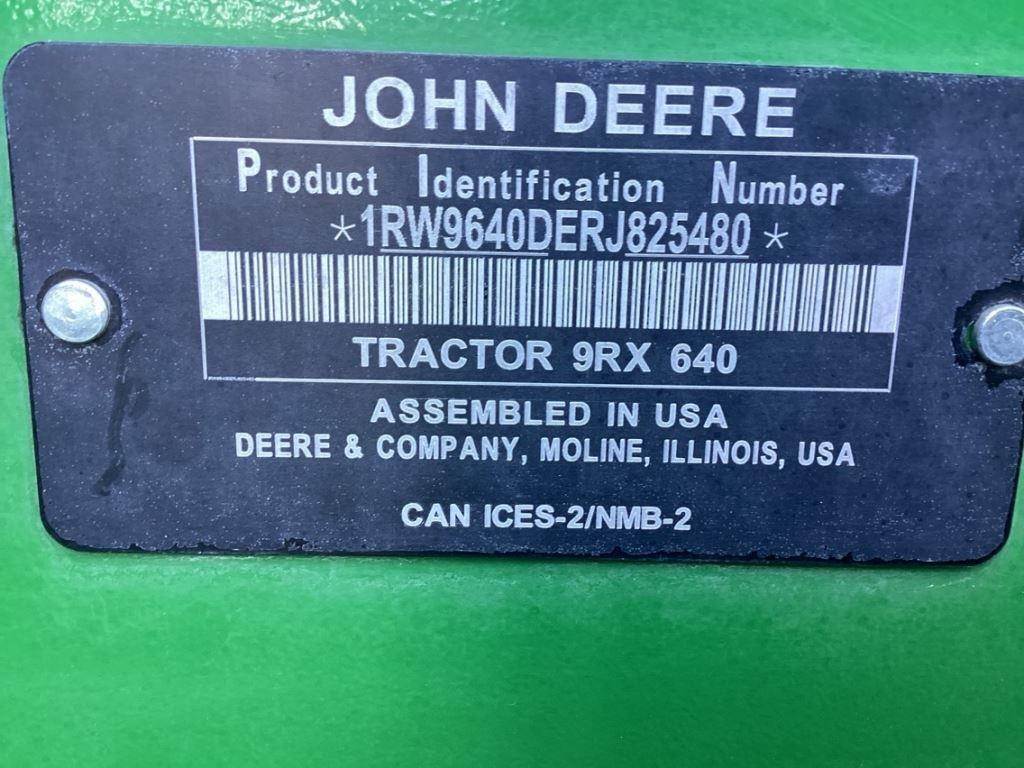 JOHN DEERE
Product Identification Number
*1RW9640DERJ825480*
TRACTOR 9RX 640
ASSEMBLED IN USA
DEERE & COMPANY, MOLINE, ILLINOIS, USA
CAN ICES-2/NMB-2